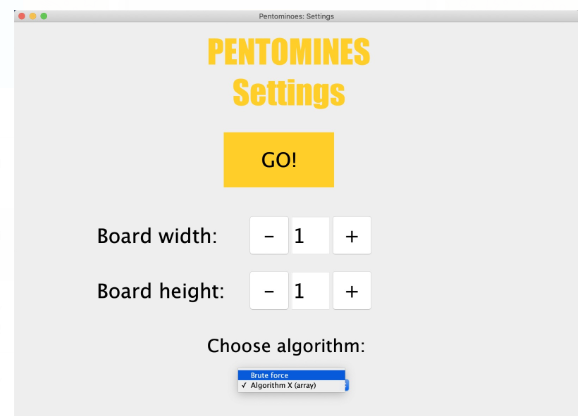 Pentominoes: Settings
PENTOMINES
Settings
GO!
Board width: - 1 +
Board height: - 1 +
Choose algorithm:
Brute force
✓ Algorithm X (array)